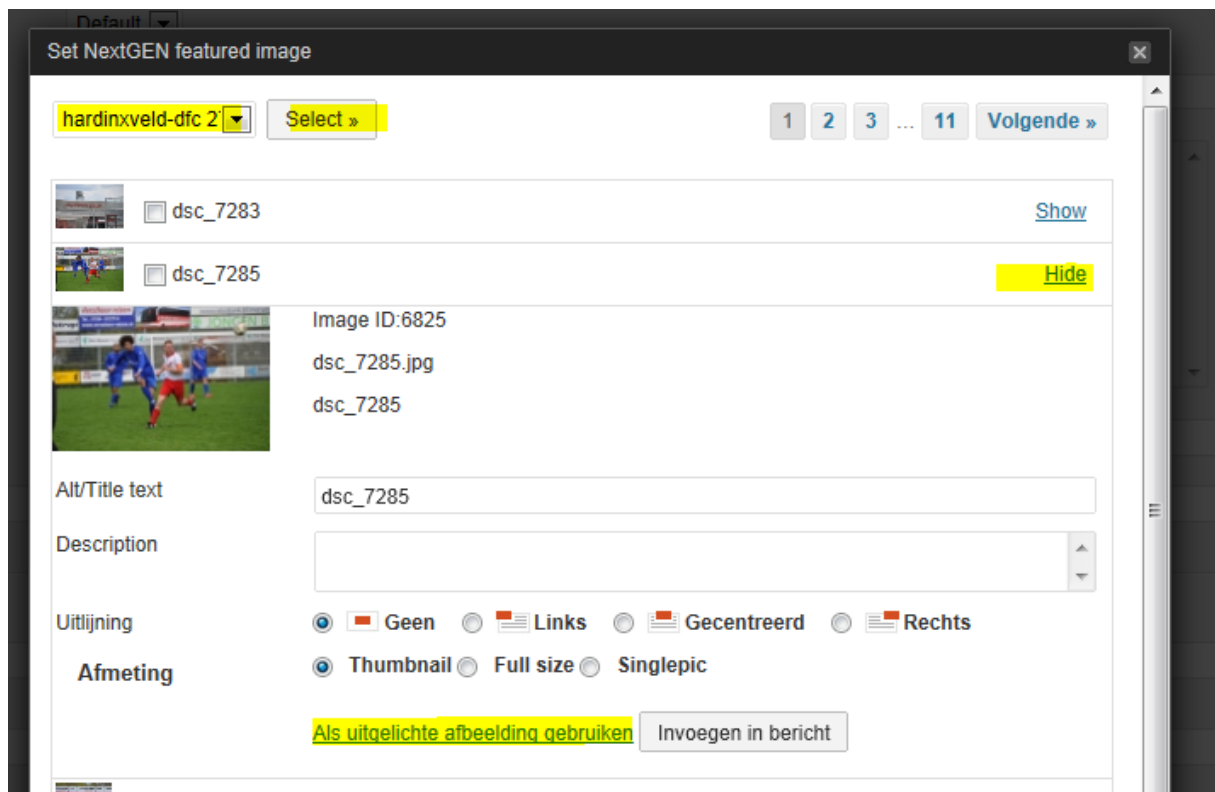 Default
Set NextGEN featured image
hardinxveld-dfc 2 Select »
1 2 3 ... 11 Volgende »
dsc_7283 Show
dsc_7285 Hide
Image ID:6825
dsc_7285.jpg
dsc_7285
Alt/Title text dsc_7285
Description
Uitlijning Geen Links Gecentreerd Rechts
Afmeting Thumbnail Full size Singlepic
Als uitgelichte afbeelding gebruiken Invoegen in bericht